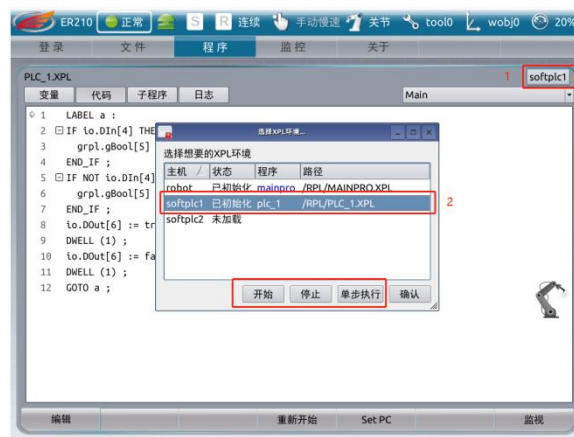 ER210 正常 S R 连续 手动慢速 关节 tool0 wobj0 20%
登录 文件 程序 监控 关于
PLC_1.XPL 1 softplc1
变量 代码 子程序 日志 Main
1 LABEL a :
2 IF io.DIn[4] THE
3 grpl.gBool[5]
4 END_IF ;
5 IF NOT io.DIn[4]
6 grpl.gBool[5]
7 END_IF ;
8 io.DOut[6] := tr
9 DWELL (1) ;
10 io.DOut[6] := fa
11 DWELL (1) ;
12 GOTO a ;
选择XPL环境...
选择想要的XPL环境
主机 状态 程序 路径
robot 已初始化 mainpro /RPL/MAINPRO.XPL
softplc1 已初始化 plc_1 /RPL/PLC_1.XPL 2
softplc2 未加载
开始 停止 单步执行 确认
编辑 重新开始 Set PC 监视